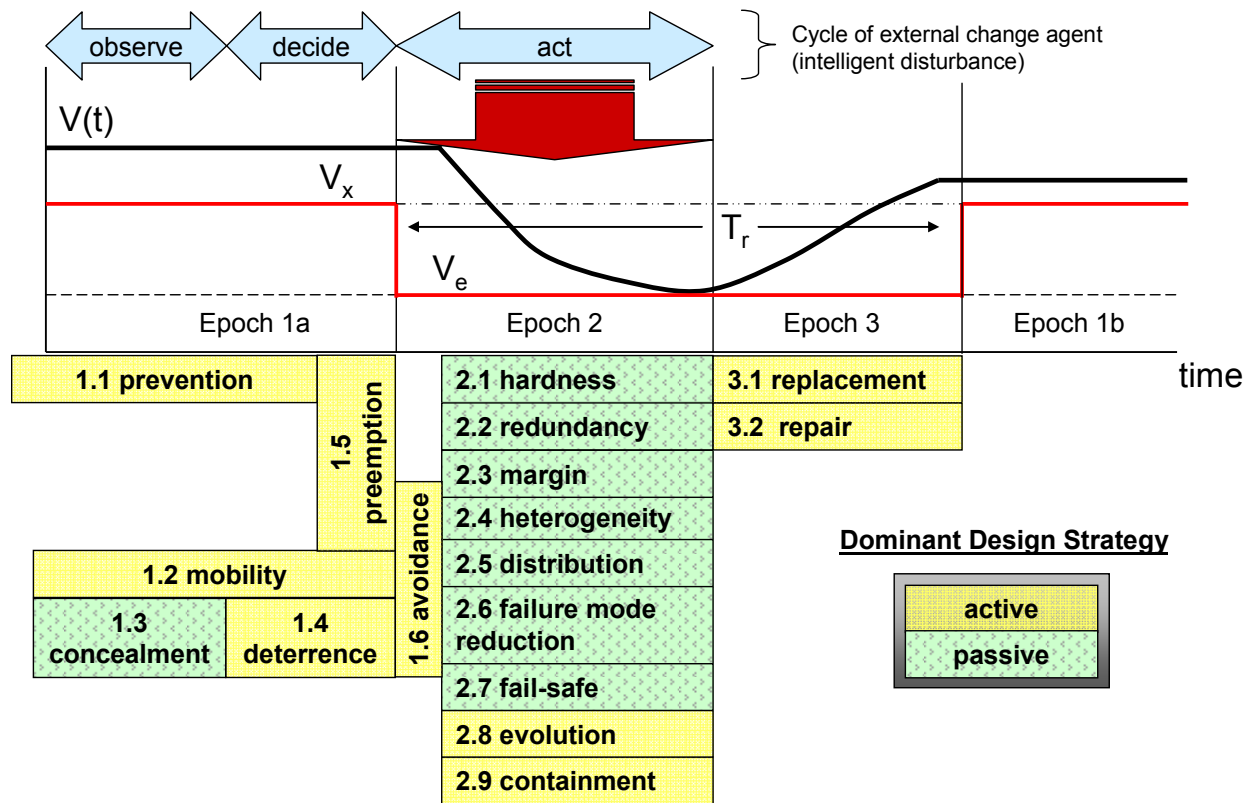 observe
decide
act
Cycle of external change agent
(intelligent disturbance)
V(t)
Vx
Tr
Ve
Epoch 1a
Epoch 2
Epoch 3
Epoch 1b
time
1.1 prevention
1.5
preemption
1.2 mobility
1.3
concealment
1.4
deterrence
1.6 avoidance
2.1 hardness
2.2 redundancy
2.3 margin
2.4 heterogeneity
2.5 distribution
2.6 failure mode
reduction
2.7 fail-safe
2.8 evolution
2.9 containment
3.1 replacement
3.2 repair
Dominant Design Strategy
active
passive